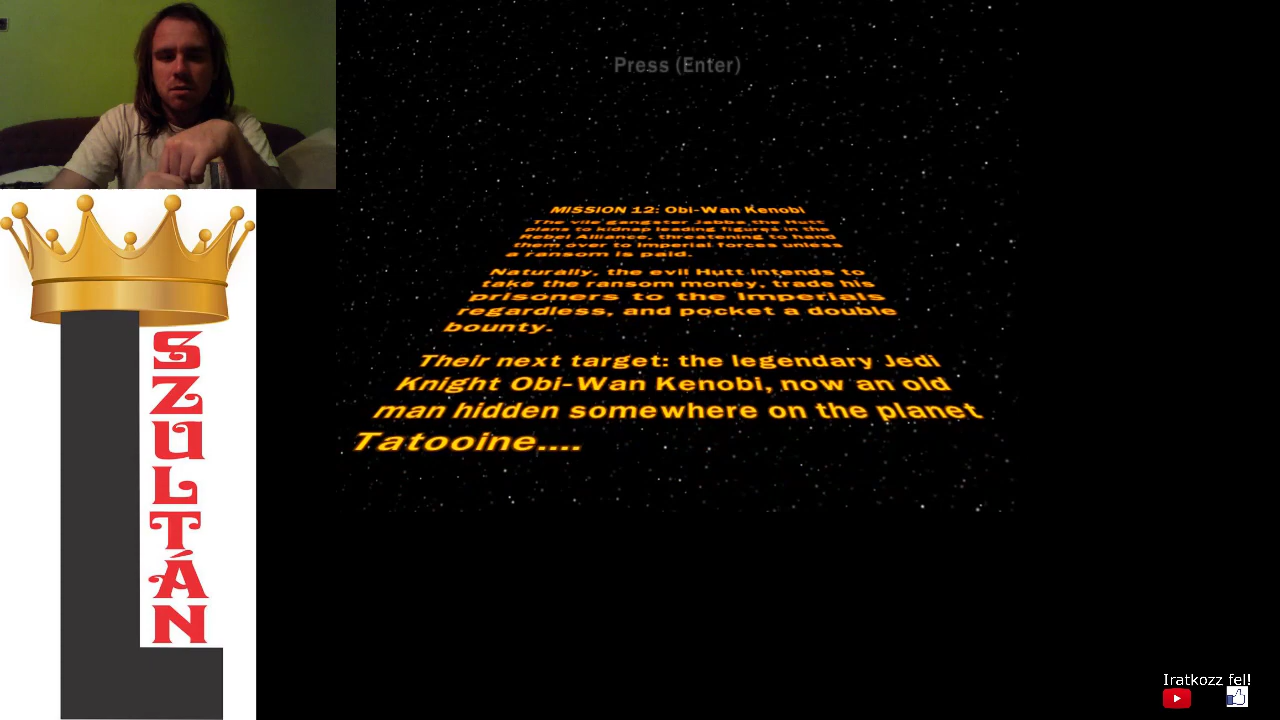 Press (Enter)
MISSION 12: Obi-Wan Kenobi
The vile gangster Jabba the Hutt
plans to kidnap leading figures in the
Rebel Alliance, threatening to hand
them over to Imperial forces unless
a ransom is paid.
Naturally, the evil Hutt intends to
take the ransom money, trade his
prisoners to the Imperials
regardless, and pocket a double
bounty.
Their next target: the legendary Jedi
Knight Obi-Wan Kenobi, now an old
man hidden somewhere on the planet
Tatooine....
L
SZULTÁN
Iratkozz fel!